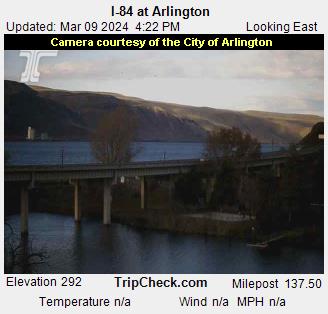 I-84 at Arlington
Updated: Mar 09 2024 4:22 PM Looking East
Camera courtesy of the City of Arlington
Elevation 292 TripCheck.com Milepost 137.50
Temperature n/a Wind n/a MPH n/a